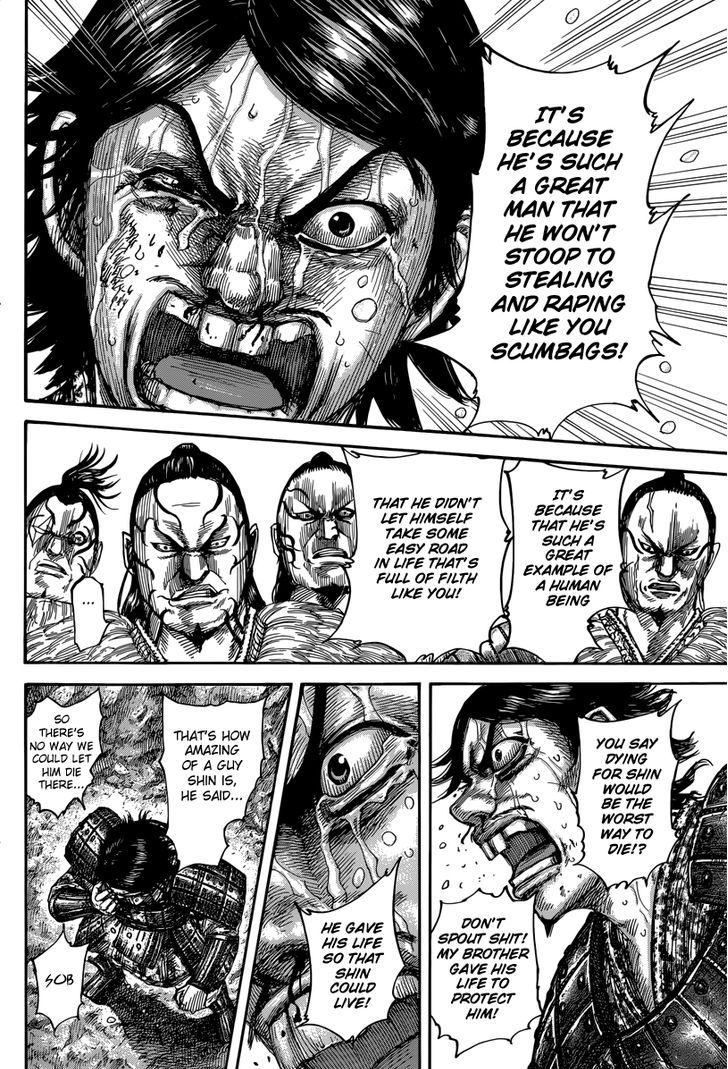 IT'S
BECAUSE
HE'S SUCH
A GREAT
MAN THAT
HE WON'T
STOOP TO
STEALING
AND RAPING
LIKE YOU
SCUMBAGS!
IT'S
BECAUSE
THAT HE'S
SUCH A
GREAT
EXAMPLE OF
A HUMAN
BEING
THAT HE DIDN'T
LET HIMSELF
TAKE SOME
EASY ROAD
IN LIFE THAT'S
FULL OF FILTH
LIKE YOU!
...
YOU SAY
DYING
FOR SHIN
WOULD
BE THE
WORST
WAY TO
DIE!?
DON'T
SPOUT SHIT!
MY BROTHER
GAVE HIS
LIFE TO
PROTECT
HIM!
HE GAVE
HIS LIFE
SO THAT
SHIN
COULD
LIVE!
THAT'S HOW
AMAZING
OF A GUY
SHIN IS,
HE SAID...
SO
THERE'S
NO WAY WE
COULD LET
HIM DIE
THERE...
SOB